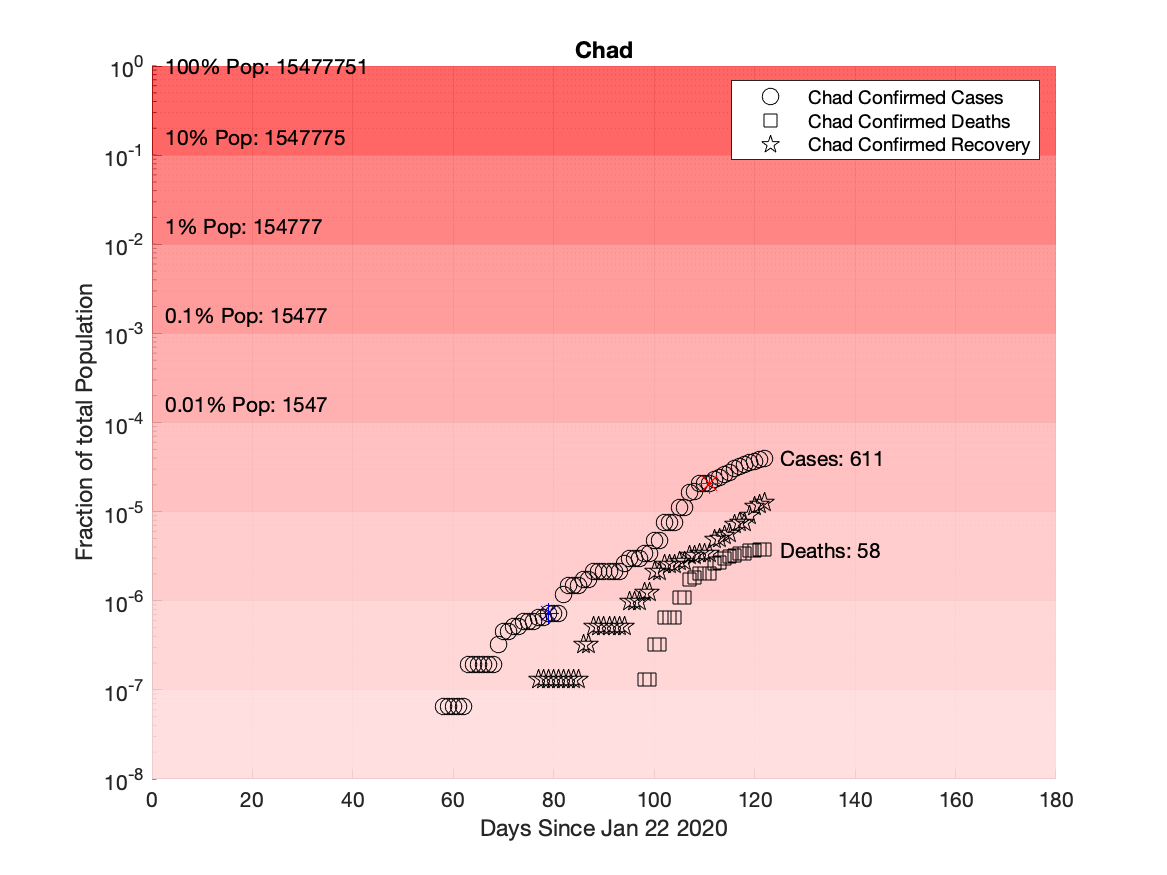 Chad
10^0
100% Pop: 15477751
Chad Confirmed Cases
Chad Confirmed Deaths
Chad Confirmed Recovery
10% Pop: 1547775
10^-1
1% Pop: 154777
10^-2
0.1% Pop: 15477
10^-3
0.01% Pop: 1547
10^-4
Cases: 611
10^-5
Deaths: 58
10^-6
10^-7
10^-8
Fraction of total Population
0 20 40 60 80 100 120 140 160 180
Days Since Jan 22 2020